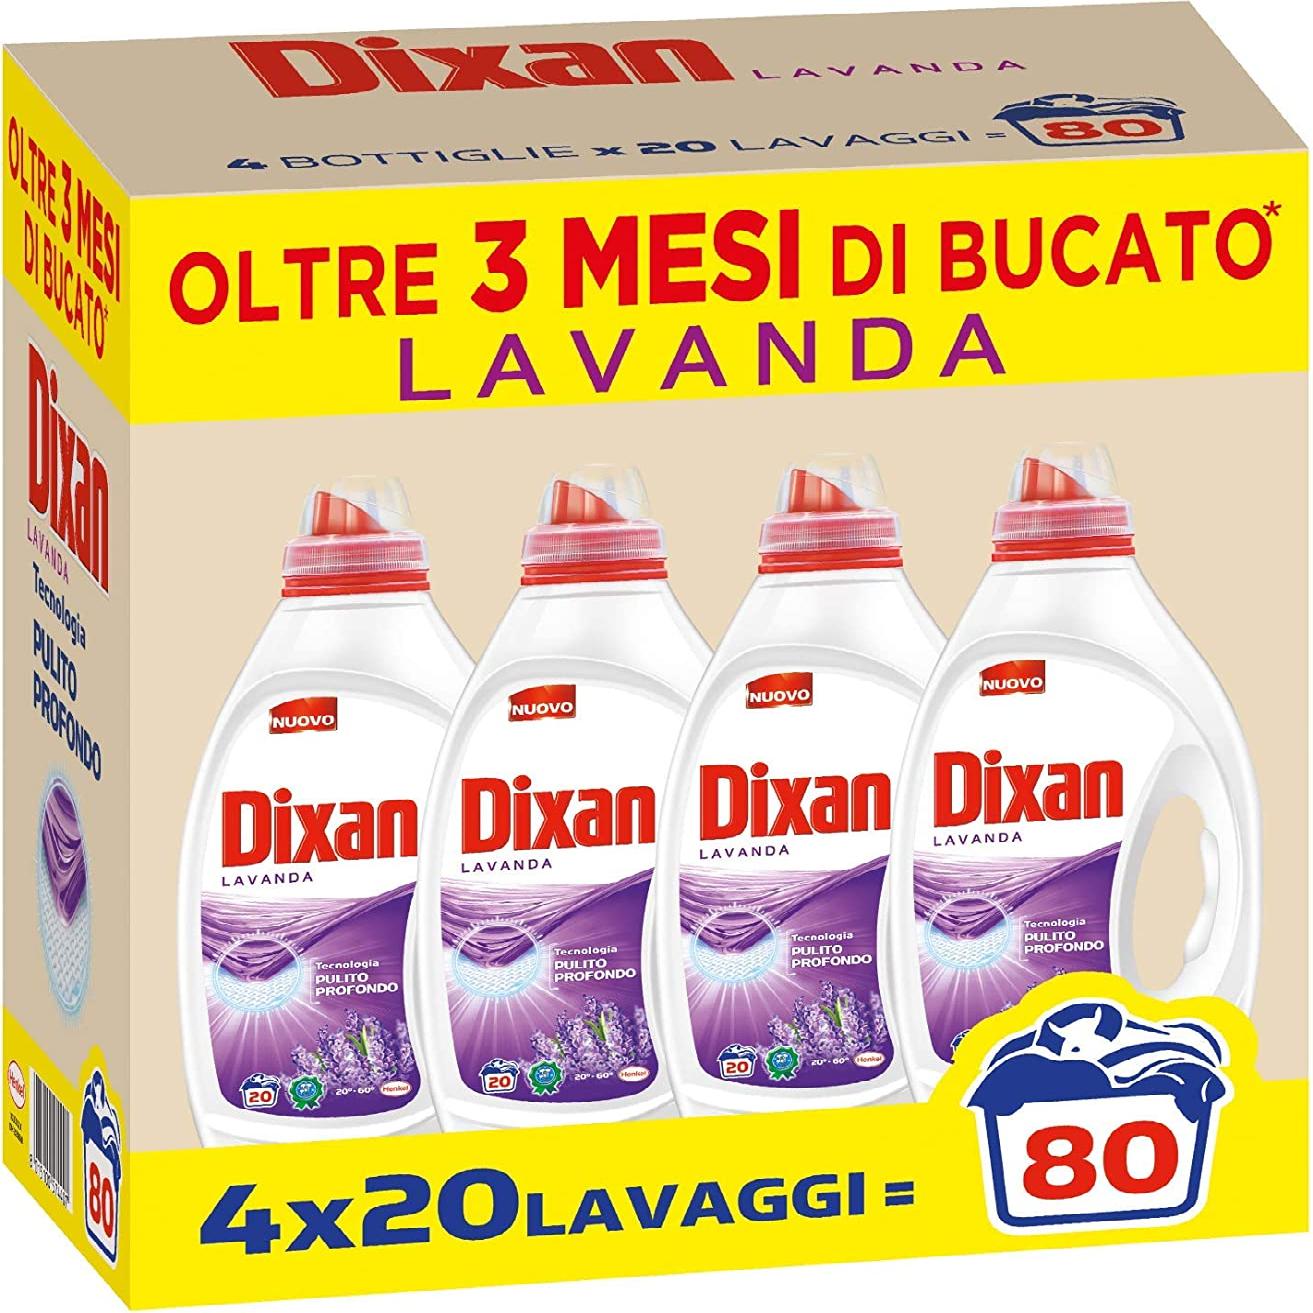 Dixan LAVANDA
4 BOTTIGLIE x 20 LAVAGGI = 80
OLTRE 3 MESI DI BUCATO*
LAVANDA
OLTRE 3 MESI
DI BUCATO*
Dixan
LAVANDA
Tecnologia
PULITO
PROFONDO
Henkel
80
NUOVO
Dixan
LAVANDA
Tecnologia
PULITO
PROFONDO
20
20°-60°
Henkel
NUOVO
Dixan
LAVANDA
Tecnologia
PULITO
PROFONDO
20
20°-60°
Henkel
NUOVO
Dixan
LAVANDA
Tecnologia
PULITO
PROFONDO
20
20°-60°
Henkel
NUOVO
Dixan
LAVANDA
Tecnologia
PULITO
PROFONDO
4x20 LAVAGGI = 80